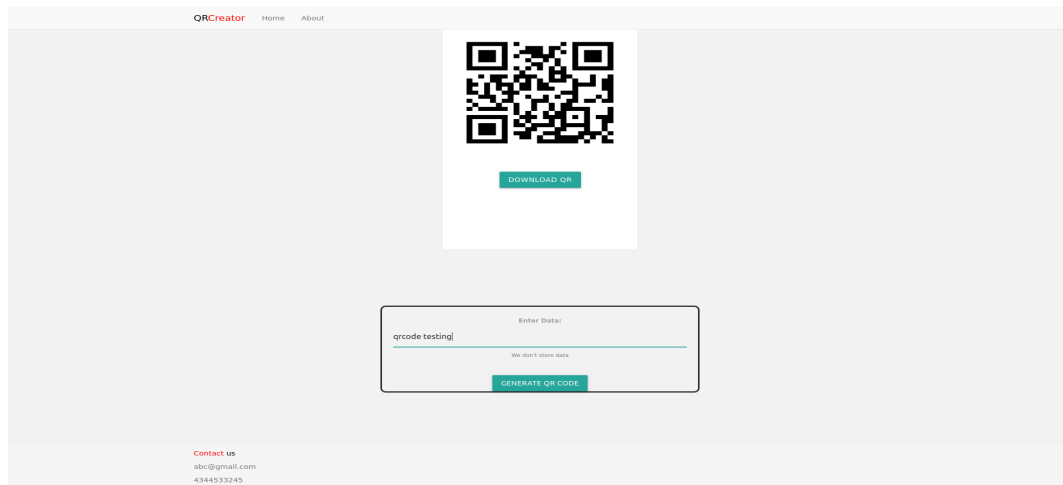 QRCreator Home About
DOWNLOAD QR
Enter Data:
qrcode testing
We don't store data
GENERATE QR CODE
Contact us
abc@gmail.com
4344533245